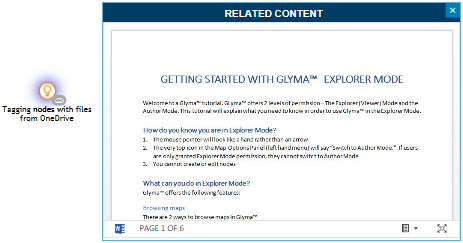 RELATED CONTENT
Tagging nodes with files
from OneDrive
GETTING STARTED WITH GLYMA™ EXPLORER MODE
Welcome to a Glyma™ tutorial. Glyma™ offers 2 levels of permission - The Explorer (Viewer) Mode and the
Author Mode. This tutorial will explain what you need to know in order to use Glyma™ in the Explorer Mode.
How do you know you are in Explorer Mode?
1. The mouse pointer will look like a hand rather than an arrow.
2. The very top icon in the Map Options Panel (left hand menu) will say "Switch to Author Mode." If users
are only granted Explorer Mode permission, they cannot switch to Author Mode
3. You cannot create or edit nodes
What can you do in Explorer Mode?
Glyma™ offers the following features:
Browsing maps
There are 2 ways to browse maps in Glyma™
PAGE 1 OF 6